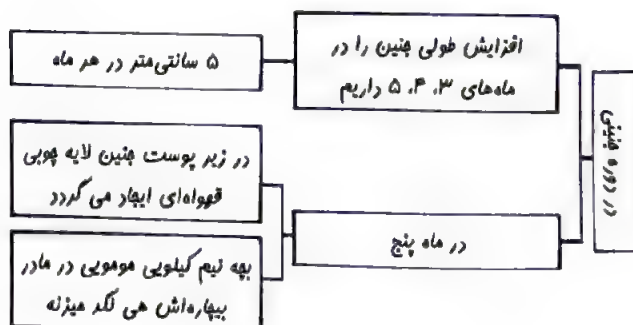 در دوره جنینی
افزایش طولی جنین را در
ماه‌های ۳، ۴، ۵ داریم
۵ سانتی‌متر در هر ماه
در ماه پنج
در زیر پوست جنین لایه چوبی
قهوه‌ای ایجاد می گردد
بچه نیم کیلویی مومویی در مادر
بیچاره‌اش هی لگد میزنه